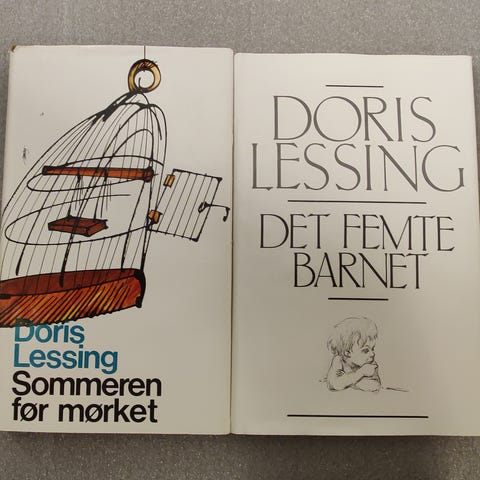 Doris
Lessing
Sommeren
før mørket
DORIS
LESSING
DET FEMTE
BARNET